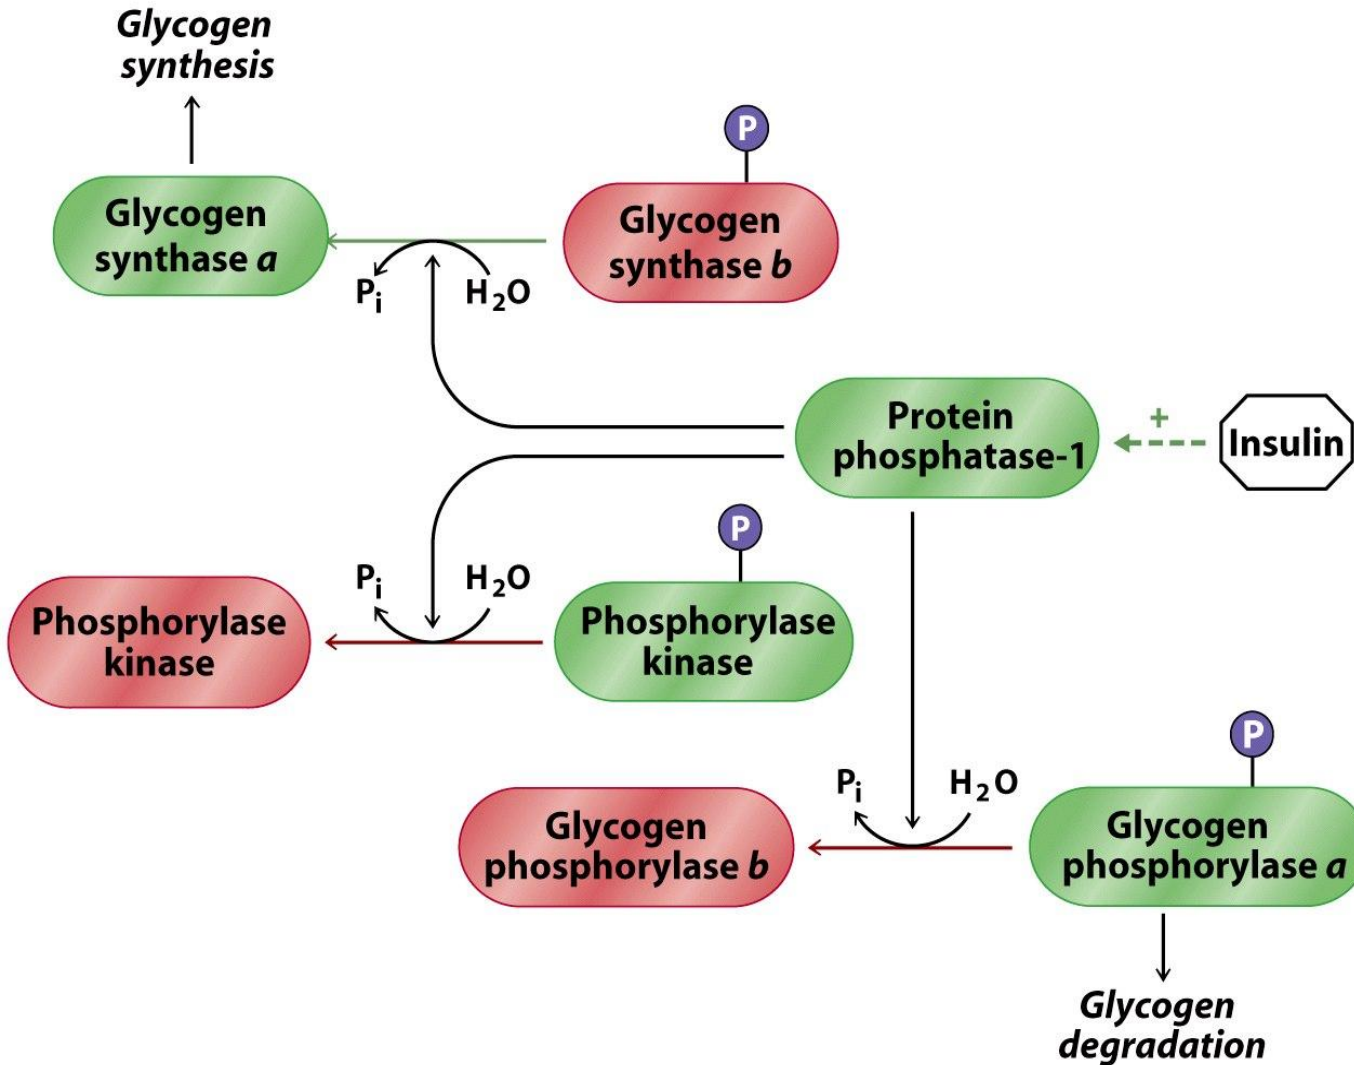 Glycogen
synthesis
P
Glycogen
synthase a
Glycogen
synthase b
Pi
H2O
Protein
phosphatase-1
+
Insulin
P
Pi
H2O
Phosphorylase
kinase
Phosphorylase
kinase
P
Pi
H2O
Glycogen
phosphorylase b
Glycogen
phosphorylase a
Glycogen
degradation